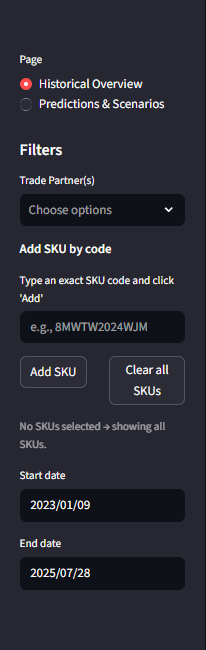 Page
Historical Overview
Predictions & Scenarios
Filters
Trade Partner(s)
Choose options
Add SKU by code
Type an exact SKU code and click
'Add'
e.g., 8MWTW2024WJM
Add SKU
Clear all
SKUs
No SKUs selected → showing all
SKUs.
Start date
2023/01/09
End date
2025/07/28